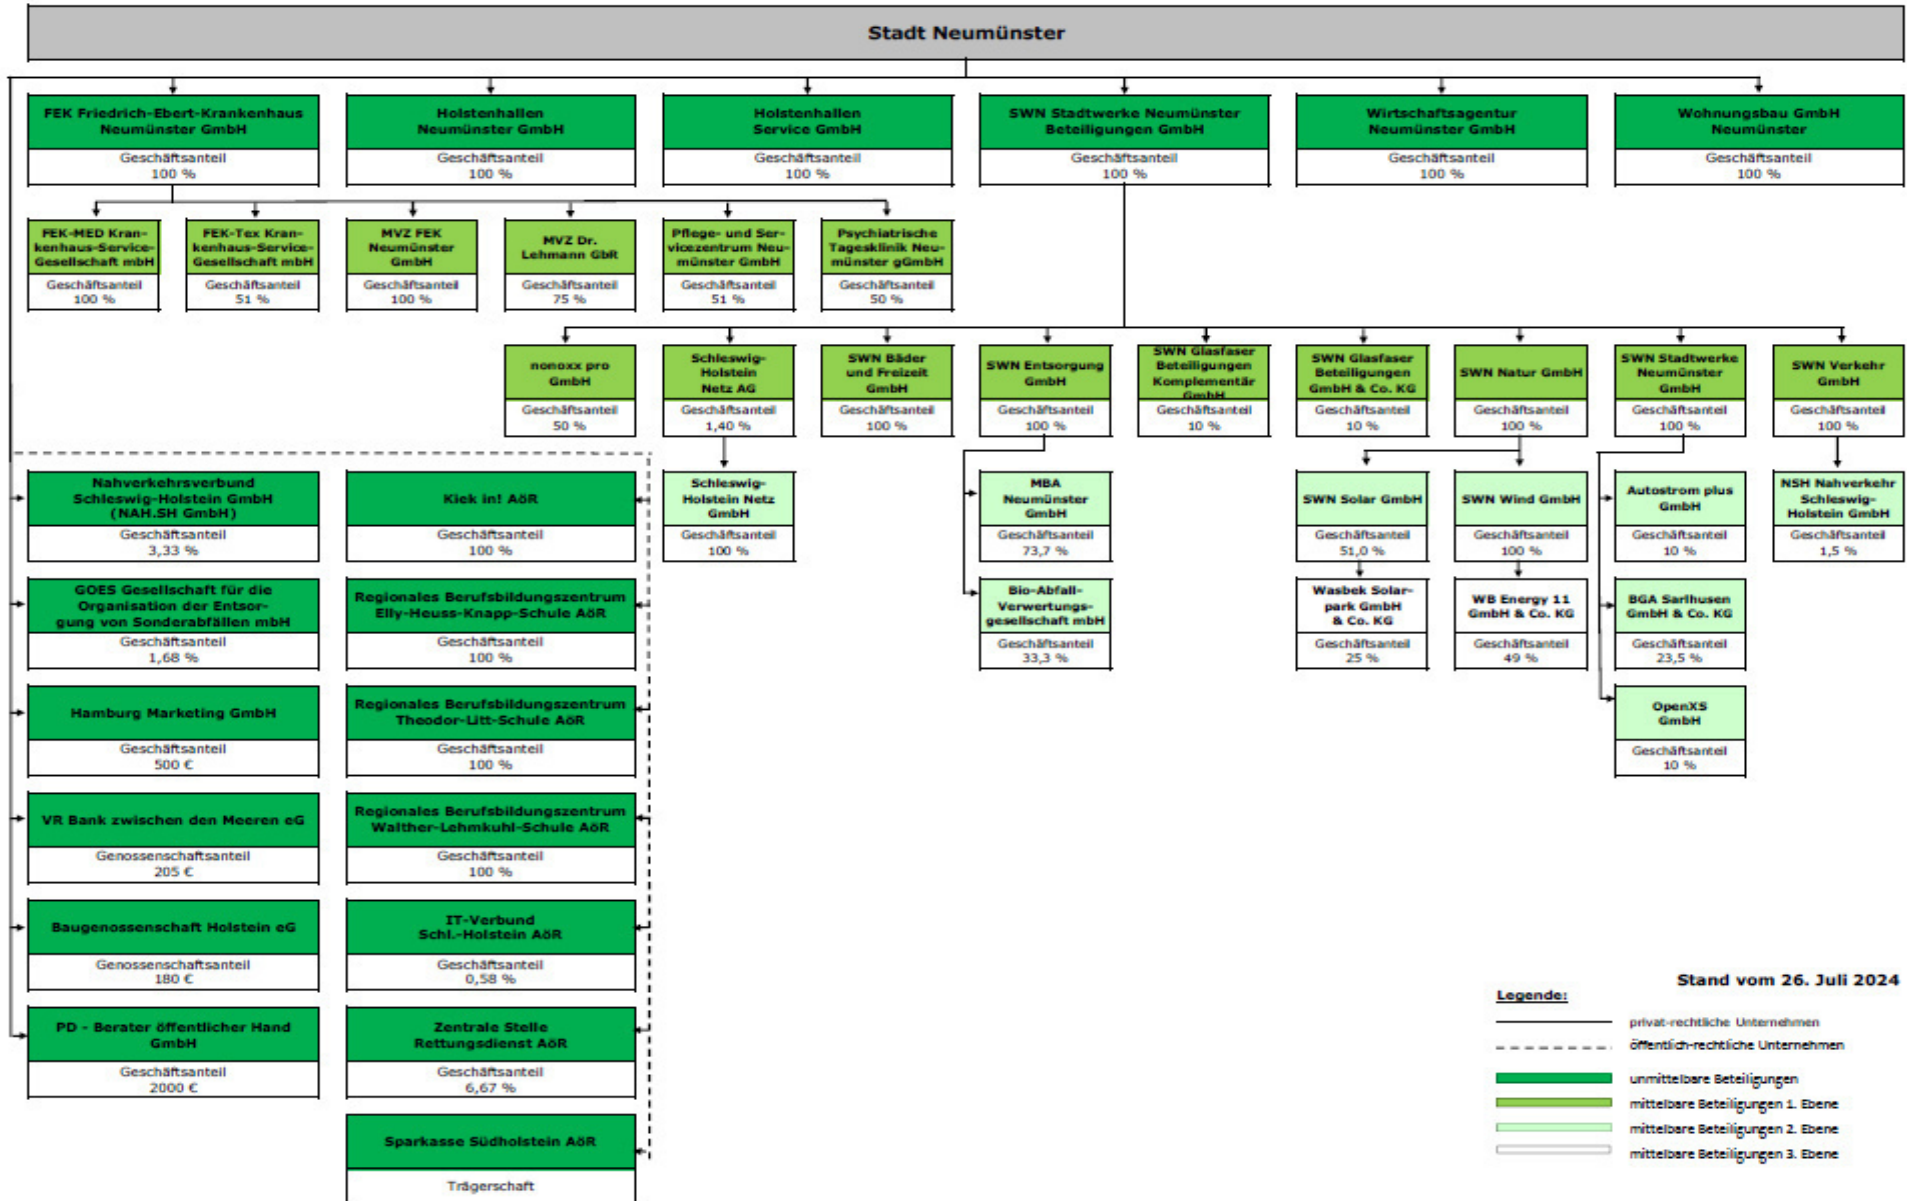 Stadt Neumünster
FEK Friedrich-Ebert-Krankenhaus
Neumünster GmbH
Geschäftsanteil
100 %
Holstenhallen
Neumünster GmbH
Geschäftsanteil
100 %
Holstenhallen
Service GmbH
Geschäftsanteil
100 %
SWN Stadtwerke Neumünster
Beteiligungen GmbH
Geschäftsanteil
100 %
Wirtschaftsagentur
Neumünster GmbH
Geschäftsanteil
100 %
Wohnungsbau GmbH
Neumünster
Geschäftsanteil
100 %
FEK-MED Kran-
kenhaus-Service-
Gesellschaft mbH
Geschäftsanteil
100 %
FEK-Tex Kran-
kenhaus-Service-
Gesellschaft mbH
Geschäftsanteil
51 %
MVZ FEK
Neumünster
GmbH
Geschäftsanteil
100 %
MVZ Dr.
Lehmann GbR
Geschäftsanteil
75 %
Pflege- und Ser-
vicezentrum Neu-
münster GmbH
Geschäftsanteil
51 %
Psychiatrische
Tagesklinik Neu-
münster gGmbH
Geschäftsanteil
50 %
nonoxx pro
GmbH
Geschäftsanteil
50 %
Schleswig-
Holstein
Netz AG
Geschäftsanteil
1,40 %
SWN Bäder
und Freizeit
GmbH
Geschäftsanteil
100 %
SWN Entsorgung
GmbH
Geschäftsanteil
100 %
SWN Glasfaser
Beteiligungen
Komplementär
GmbH
Geschäftsanteil
10 %
SWN Glasfaser
Beteiligungen
GmbH & Co. KG
Geschäftsanteil
10 %
SWN Natur GmbH
Geschäftsanteil
100 %
SWN Stadtwerke
Neumünster
GmbH
Geschäftsanteil
100 %
SWN Verkehr
GmbH
Geschäftsanteil
100 %
Nahverkehrsverbund
Schleswig-Holstein GmbH
(NAH.SH GmbH)
Geschäftsanteil
3,33 %
Kiek in! AöR
Geschäftsanteil
100 %
Schleswig-
Holstein Netz
GmbH
Geschäftsanteil
100 %
MBA
Neumünster
GmbH
Geschäftsanteil
73,7 %
SWN Solar GmbH
Geschäftsanteil
51,0 %
SWN Wind GmbH
Geschäftsanteil
100 %
Autostrom plus
GmbH
Geschäftsanteil
10 %
NSH Nahverkehr
Schleswig-
Holstein GmbH
Geschäftsanteil
1,5 %
GOES Gesellschaft für die
Organisation der Entsor-
gung von Sonderabfällen mbH
Geschäftsanteil
1,68 %
Regionales Berufsbildungszentrum
Elly-Heuss-Knapp-Schule AöR
Geschäftsanteil
100 %
Bio-Abfall-
Verwertungs-
gesellschaft mbH
Geschäftsanteil
33,3 %
Wasbek Solar-
park GmbH
& Co. KG
Geschäftsanteil
25 %
WB Energy 11
GmbH & Co. KG
Geschäftsanteil
49 %
BGA Sarlhusen
GmbH & Co. KG
Geschäftsanteil
23,5 %
Hamburg Marketing GmbH
Geschäftsanteil
500 €
Regionales Berufsbildungszentrum
Theodor-Litt-Schule AöR
Geschäftsanteil
100 %
OpenXS
GmbH
Geschäftsanteil
10 %
VR Bank zwischen den Meeren eG
Genossenschaftsanteil
205 €
Regionales Berufsbildungszentrum
Walther-Lehmkuhl-Schule AöR
Geschäftsanteil
100 %
Baugenossenschaft Holstein eG
Genossenschaftsanteil
180 €
IT-Verbund
Schl.-Holstein AöR
Geschäftsanteil
0,58 %
PD - Berater öffentlicher Hand
GmbH
Geschäftsanteil
2000 €
Zentrale Stelle
Rettungsdienst AöR
Geschäftsanteil
6,67 %
Sparkasse Südholstein AöR
Trägerschaft
Stand vom 26. Juli 2024
Legende:
privat-rechtliche Unternehmen
öffentlich-rechtliche Unternehmen
unmittelbare Beteiligungen
mittelbare Beteiligungen 1. Ebene
mittelbare Beteiligungen 2. Ebene
mittelbare Beteiligungen 3. Ebene